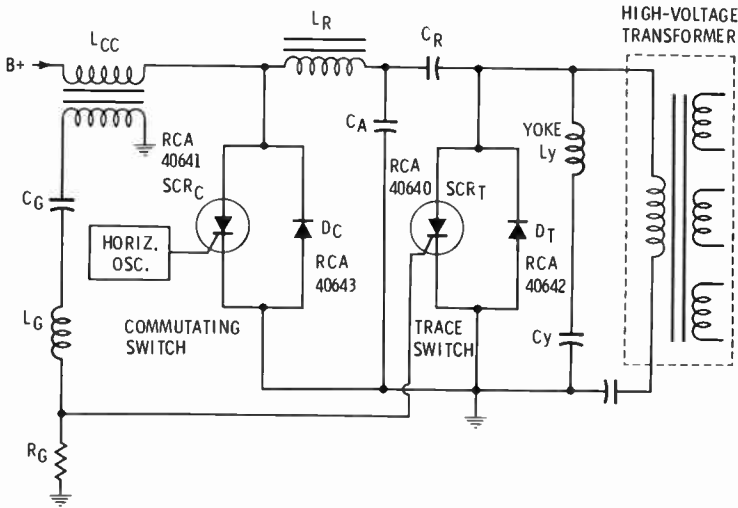 HIGH-VOLTAGE
TRANSFORMER
LCC
LR
CR
B+
CA
YOKE
Ly
RCA
40641
SCRC
RCA
40640
SCRT
CG
HORIZ.
OSC.
DC
RCA
40643
DT
RCA
40642
LG
COMMUTATING
SWITCH
TRACE
SWITCH
Cy
RG